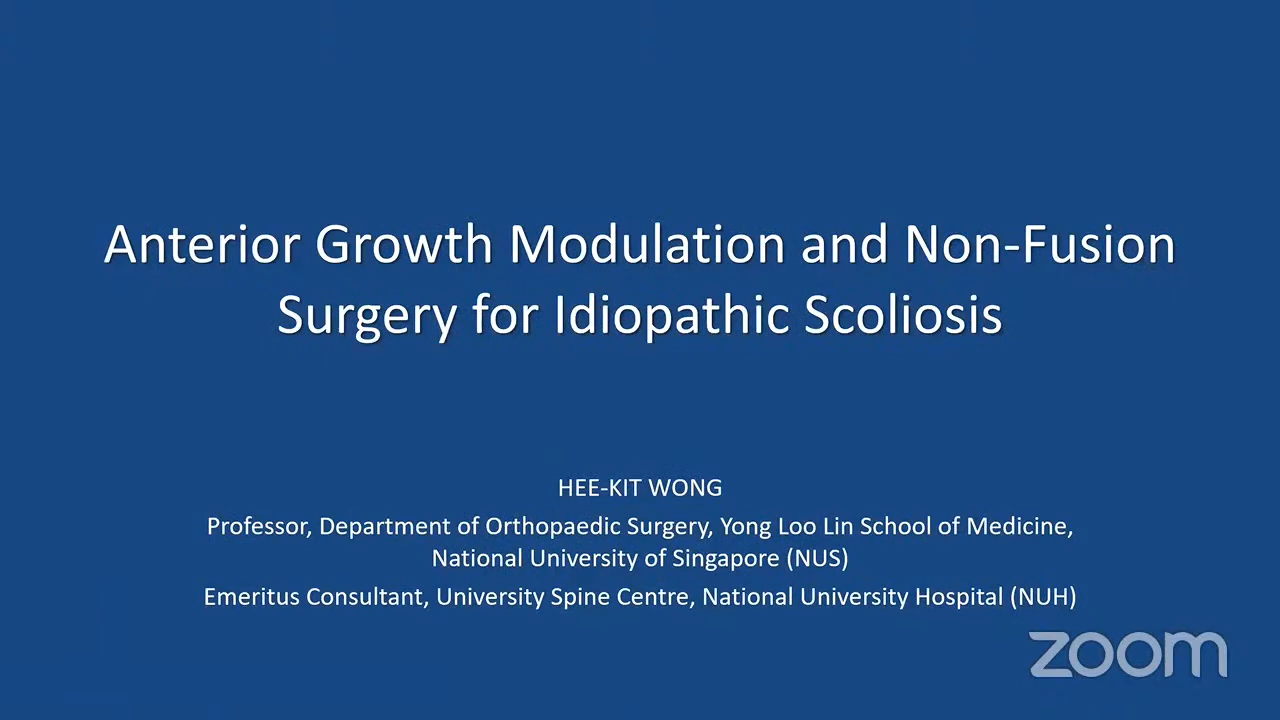 Anterior Growth Modulation and Non-Fusion
Surgery for Idiopathic Scoliosis
HEE-KIT WONG
Professor, Department of Orthopaedic Surgery, Yong Loo Lin School of Medicine,
National University of Singapore (NUS)
Emeritus Consultant, University Spine Centre, National University Hospital (NUH)
zoom